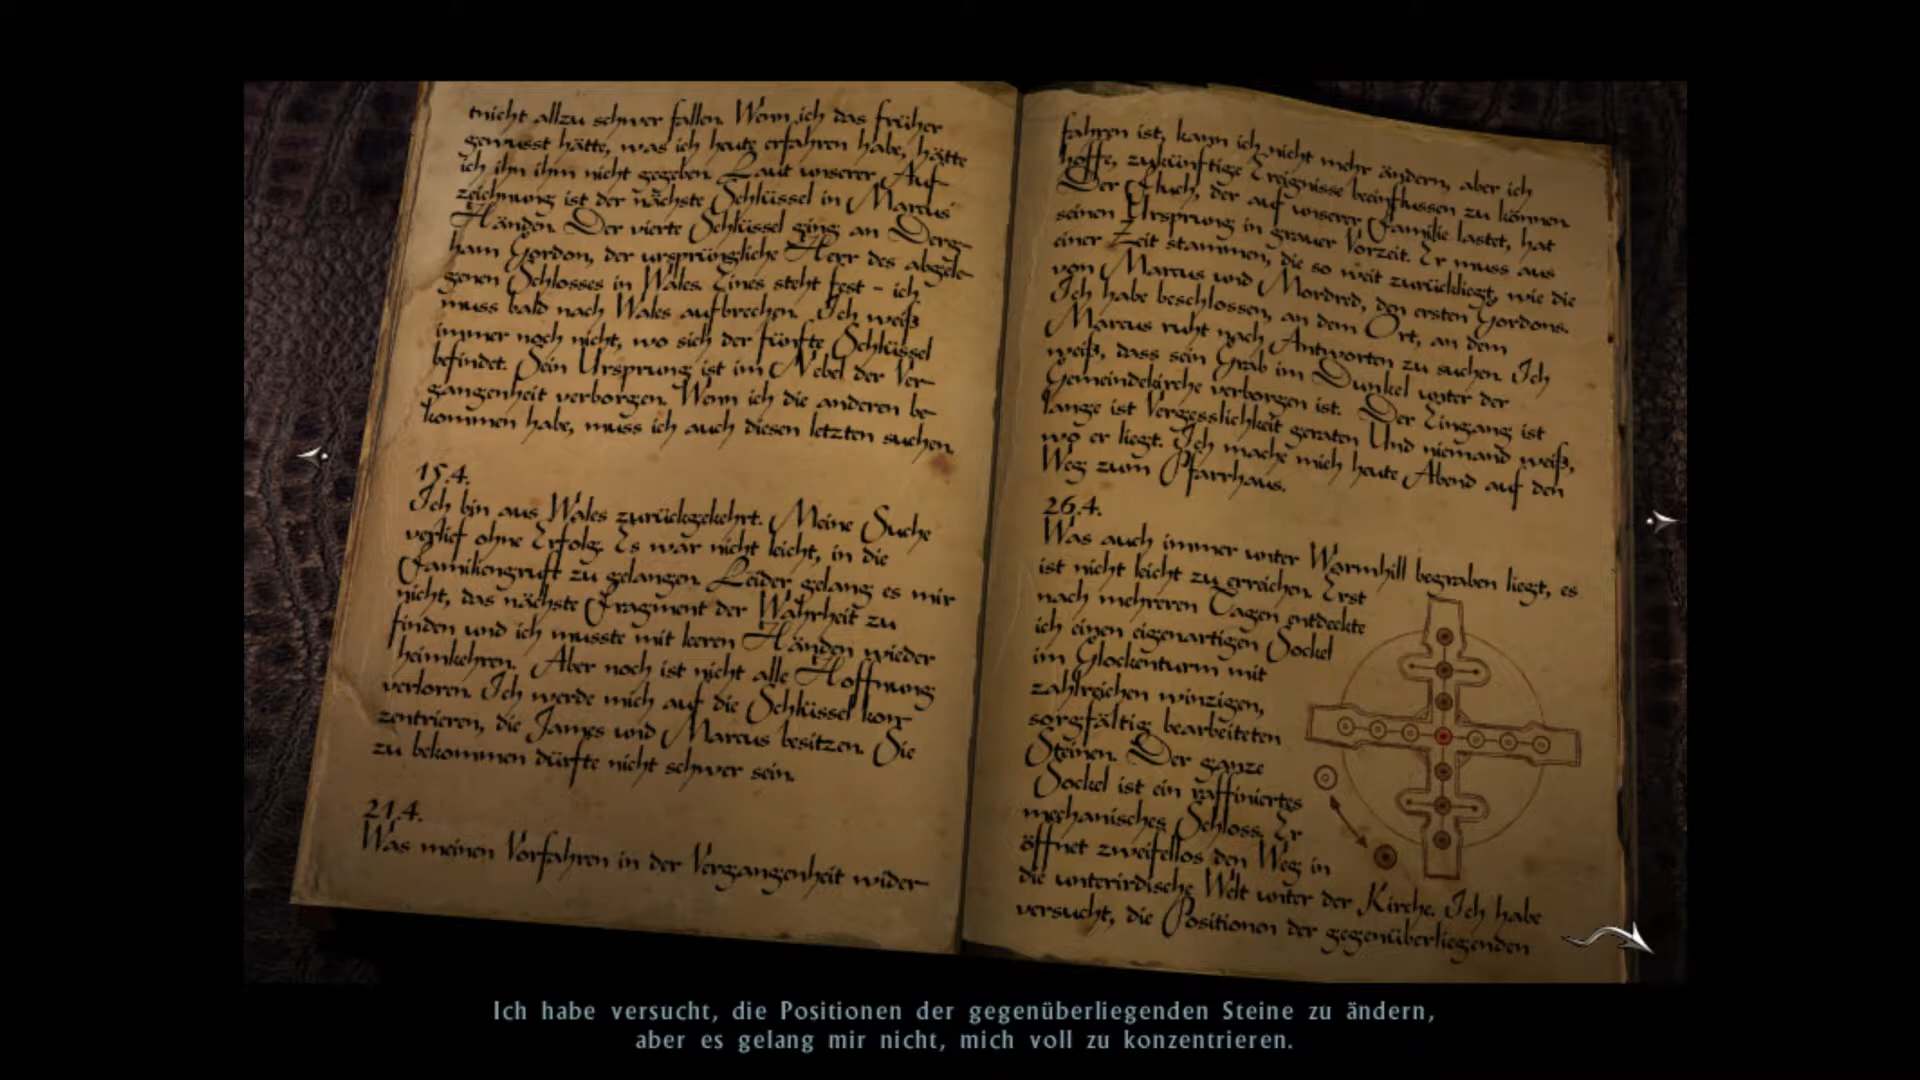 tnicht allzu schwer fallen. Wenn ich das früher
gewusst hätte, was ich heute erfahren habe, hätte
ich ihn ihm nicht gegeben. Laut unserer Auf-
zeichnung ist der nächste Schlüssel in Marcus'
Händen. Der vierte Schlüssel ging an Derg-
ham Gordon, der ursprüngliche Herr des abgele-
genen Schlosses in Wales. Eines steht fest - ich
muss bald nach Wales aufbrechen. Ich weiß
immer noch nicht, wo sich der fünfte Schlüssel
befindet. Sein Ursprung ist im Nebel der Ver-
gangenheit verborgen. Wenn ich die anderen be-
kommen habe, muss ich auch diesen letzten suchen.
15.4.
Ich bin aus Wales zurückgekehrt. Meine Suche
verlief ohne Erfolg. Es war nicht leicht, in die
Familiengruft zu gelangen. Leider gelang es mir
nicht, das nächste Fragment der Wahrheit zu
finden und ich musste mit leeren Händen wieder
heimkehren. Aber noch ist nicht alle Hoffnung
verloren. Ich werde mich auf die Schlüssel kon-
zentrieren, die James und Marcus besitzen. Sie
zu bekommen dürfte nicht schwer sein.
21.4.
Was meinen Vorfahren in der Vergangenheit wider-
fahren ist, kann ich nicht mehr ändern, aber ich
hoffe, zukünftige Ereignisse beeinflussen zu können.
Der Fluch, der auf unserer Familie lastet, hat
seinen Ursprung in grauer Vorzeit. Er muss aus
einer Zeit stammen, die so weit zurückliegt, wie die
von Marcus und Mordred, den ersten Gordons.
Ich habe beschlossen, an dem Ort, an dem
Marcus ruht nach Antworten zu suchen. Ich
weiß, dass sein Grab im Dunkel unter der
Gemeindekirche verborgen ist. Der Eingang ist
lange ist Vergesslichkeit geraten Und niemand weiß,
wo er liegt. Ich mache mich heute Abend auf den
Weg zum Pfarrhaus.
26.4.
Was auch immer unter Warmhill begraben liegt, es
ist nicht leicht zu erreichen. Erst
nach mehreren Tagen entdeckte
ich einen eigenartigen Sockel
im Glockenturm mit
zahlreichen winzigen,
sorgfältig bearbeiteten
Steinen. Der ganze
Sockel ist ein raffiniertes
mechanisches Schloss. Er
öffnet zweifellos den Weg in
die unterirdische Welt unter der Kirche. Ich habe
versucht, die Positionen der gegenüberliegenden
Ich habe versucht, die Positionen der gegenüberliegenden Steine zu ändern,
aber es gelang mir nicht, mich voll zu konzentrieren.